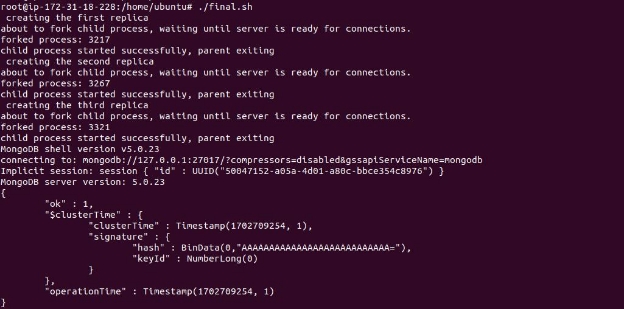 root@ip-172-31-18-228:/home/ubuntu# ./final.sh
creating the first replica
about to fork child process, waiting until server is ready for connections.
forked process: 3217
child process started successfully, parent exiting
creating the second replica
about to fork child process, waiting until server is ready for connections.
forked process: 3267
child process started successfully, parent exiting
creating the third replica
about to fork child process, waiting until server is ready for connections.
forked process: 3321
child process started successfully, parent exiting
MongoDB shell version v5.0.23
connecting to: mongodb://127.0.0.1:27017/?compressors=disabled&gssapiServiceName=mongodb
Implicit session: session { "id" : UUID("50047152-a05a-4d01-a80c-bbce354c8976") }
MongoDB server version: 5.0.23
{
"ok" : 1,
"$clusterTime" : {
"clusterTime" : Timestamp(1702709254, 1),
"signature" : {
"hash" : BinData(0,"AAAAAAAAAAAAAAAAAAAAAAAAAAA="),
"keyId" : NumberLong(0)
}
},
"operationTime" : Timestamp(1702709254, 1)
}